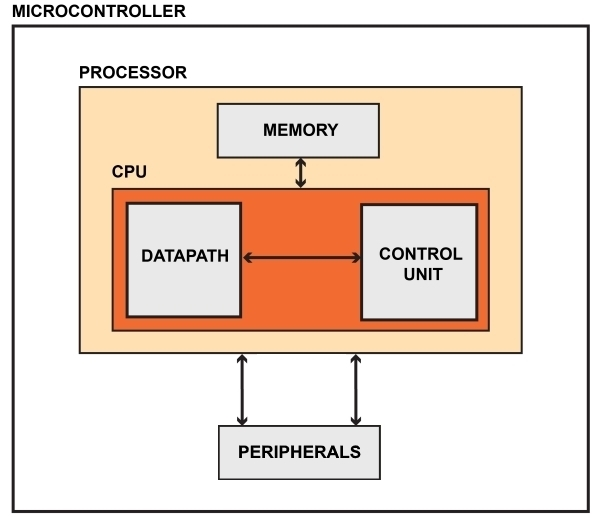 MICROCONTROLLER
PROCESSOR
MEMORY
CPU
DATAPATH
CONTROL
UNIT
PERIPHERALS